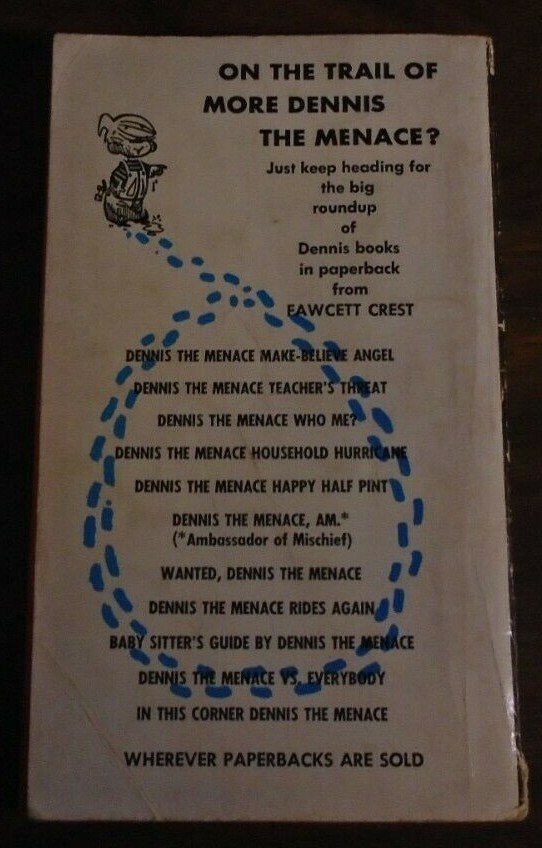 ON THE TRAIL OF
MORE DENNIS
THE MENACE?
Just keep heading for
the big
roundup
of
Dennis books
in paperback
from
FAWCETT CREST
DENNIS THE MENACE MAKE-BELIEVE ANGEL
DENNIS THE MENACE TEACHER'S THREAT
DENNIS THE MENACE WHO ME?
DENNIS THE MENACE HOUSEHOLD HURRICANE
DENNIS THE MENACE HAPPY HALF PINT
DENNIS THE MENACE, AM.*
(*Ambassador of Mischief)
WANTED, DENNIS THE MENACE
DENNIS THE MENACE RIDES AGAIN
BABY SITTER'S GUIDE BY DENNIS THE MENACE
DENNIS THE MENACE VS. EVERYBODY
IN THIS CORNER DENNIS THE MENACE
WHEREVER PAPERBACKS ARE SOLD